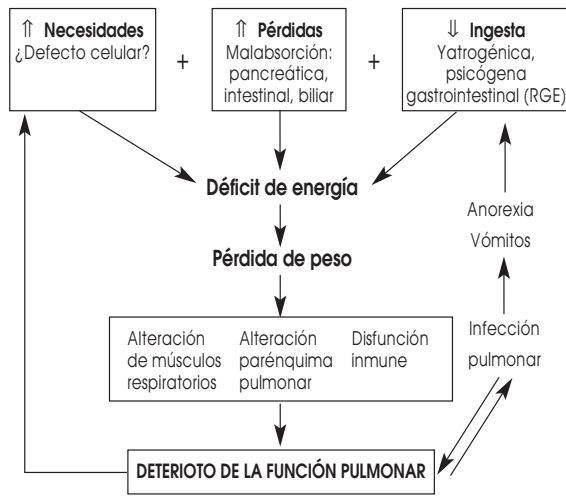 ⇑ Necesidades
¿Defecto celular?
+
⇑ Pérdidas
Malabsorción:
pancreática,
intestinal, biliar
+
⇓ Ingesta
Yatrogénica,
psicógena
gastrointestinal (RGE)
Déficit de energía
Pérdida de peso
Anorexia
Vómitos
Alteración
de músculos
respiratorios
Alteración
parénquima
pulmonar
Disfunción
inmune
Infección
pulmonar
DETERIOTO DE LA FUNCIÓN PULMONAR